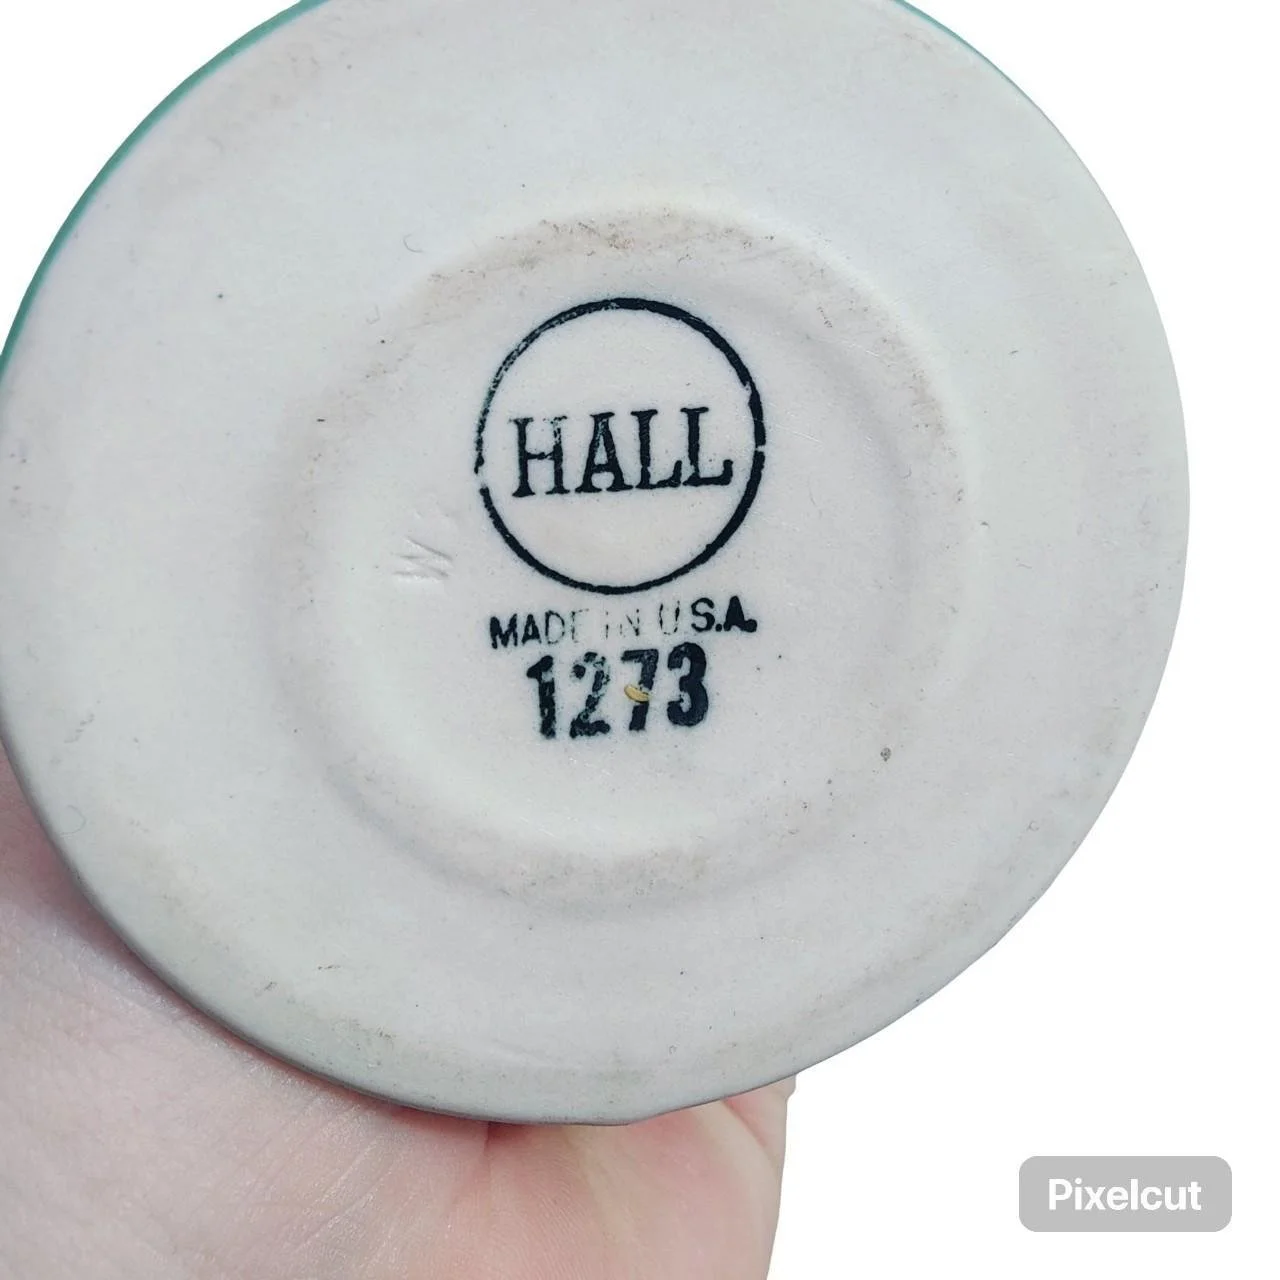 HALL
MADE IN U.S.A.
1273
M
Pixelcut